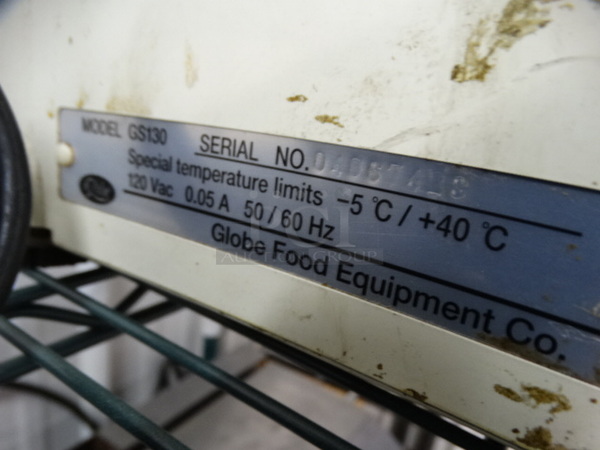 MODEL GS130 SERIAL NO.
Special temperature limits -5 °C / +40 °C
120 Vac 0.05 A 50 / 60 Hz
Globe Food Equipment Co.